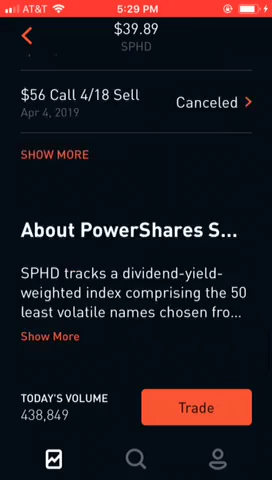 AT&T 5:29 PM
$39.89
SPHD
$56 Call 4/18 Sell
Canceled
Apr 4, 2019
SHOW MORE
About PowerShares S...
SPHD tracks a dividend-yield-
weighted index comprising the 50
least volatile names chosen fro...
Show More
TODAY'S VOLUME
438,849
Trade